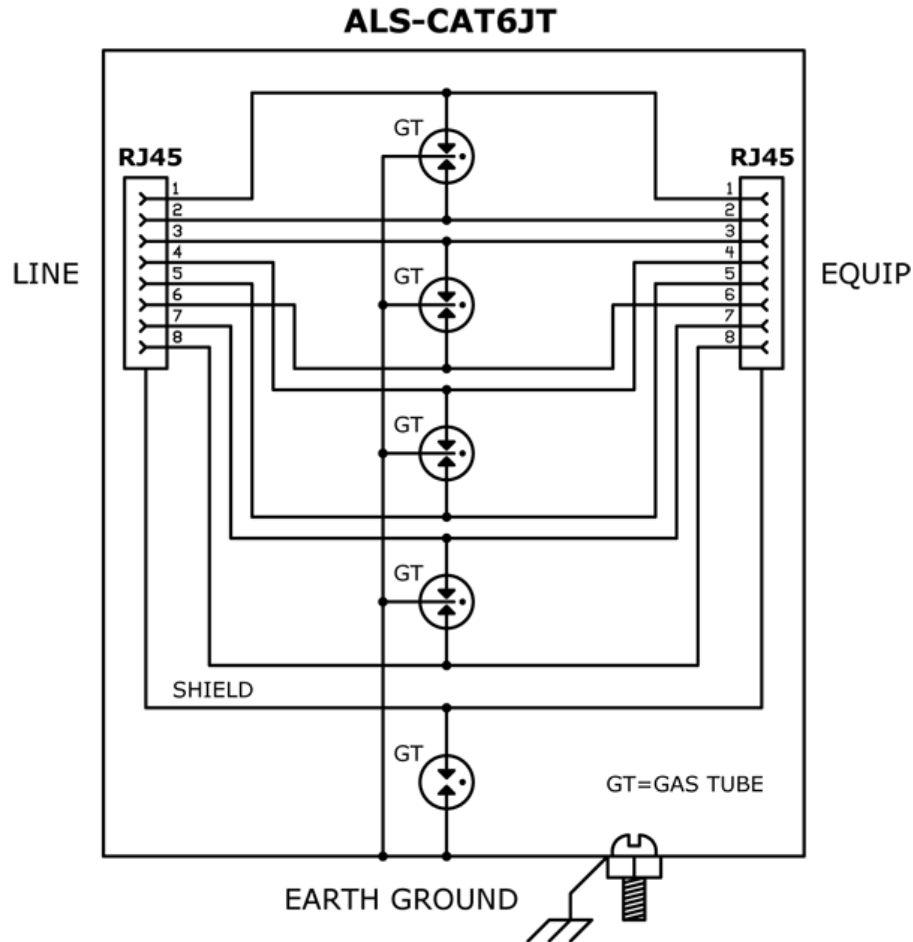 ALS-CAT6JT
GT
RJ45
RJ45
1
2
3
4
5
6
7
8
1
2
3
4
5
6
7
8
LINE
EQUIP
GT
GT
GT
SHIELD
GT
GT=GAS TUBE
EARTH GROUND